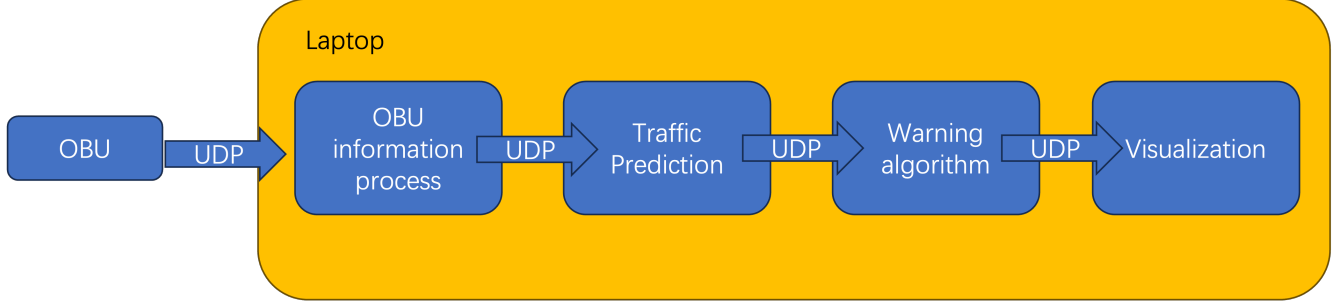 Laptop
OBU
UDP
OBU
information
process
UDP
Traffic
Prediction
UDP
Warning
algorithm
UDP
Visualization